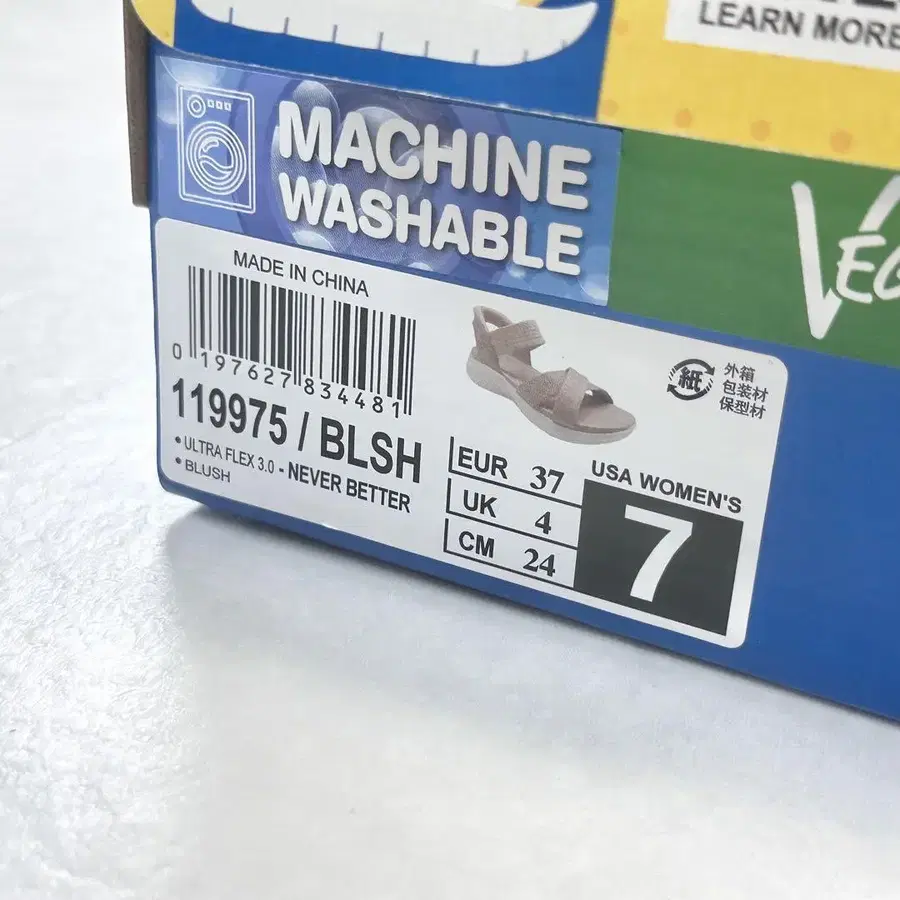 LEARN MORE
MACHINE
WASHABLE
MADE IN CHINA
0 197627 834481
119975 / BLSH
• ULTRA FLEX 3.0 - NEVER BETTER
• BLUSH
紙
外箱
包装材
保型材
EUR 37
UK 4
CM 24
USA WOMEN'S
7